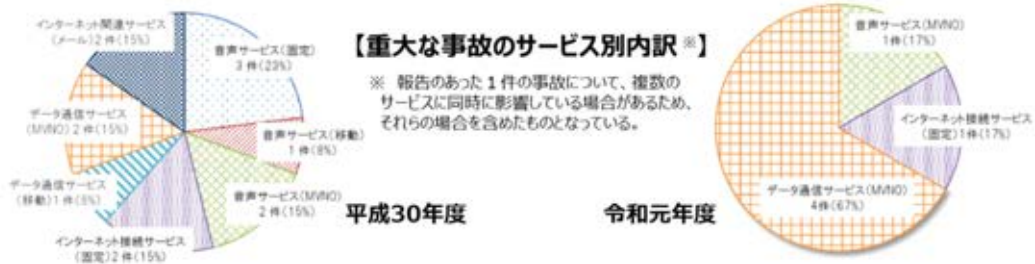 インターネット関連サービス
(メール)2件(15%)
音声サービス(固定)
3件(23%)
【重大な事故のサービス別内訳※】
※ 報告のあった1件の事故について、複数の
サービスに同時に影響している場合があるため、
それらの場合を含めたものとなっている。
データ通信サービス
(MVNO)2件(15%)
音声サービス(移動)
1件(8%)
データ通信サービス
(移動)1件(8%)
音声サービス(MVNO)
2件(15%)
インターネット接続サービス
(固定)2件(15%)
平成30年度
令和元年度
音声サービス(MVNO)
1件(17%)
インターネット接続サービス
(固定)1件(17%)
データ通信サービス(MVNO)
4件(67%)